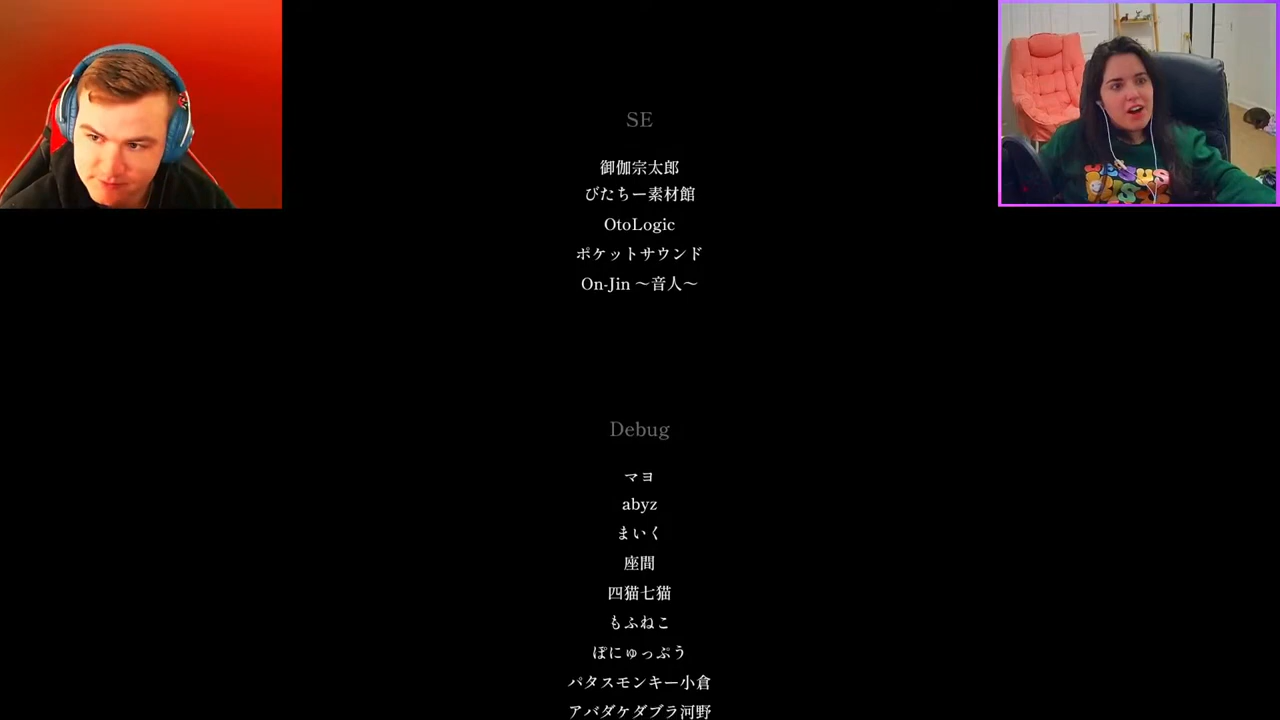 SE
御伽宗太郎
びたちー素材館
OtoLogic
ポケットサウンド
On-Jin ～音人～
Debug
マヨ
abyz
まいく
座間
四猫七猫
もふねこ
ぽにゅっぷう
パタスモンキー小倉
アバダケダブラ河野